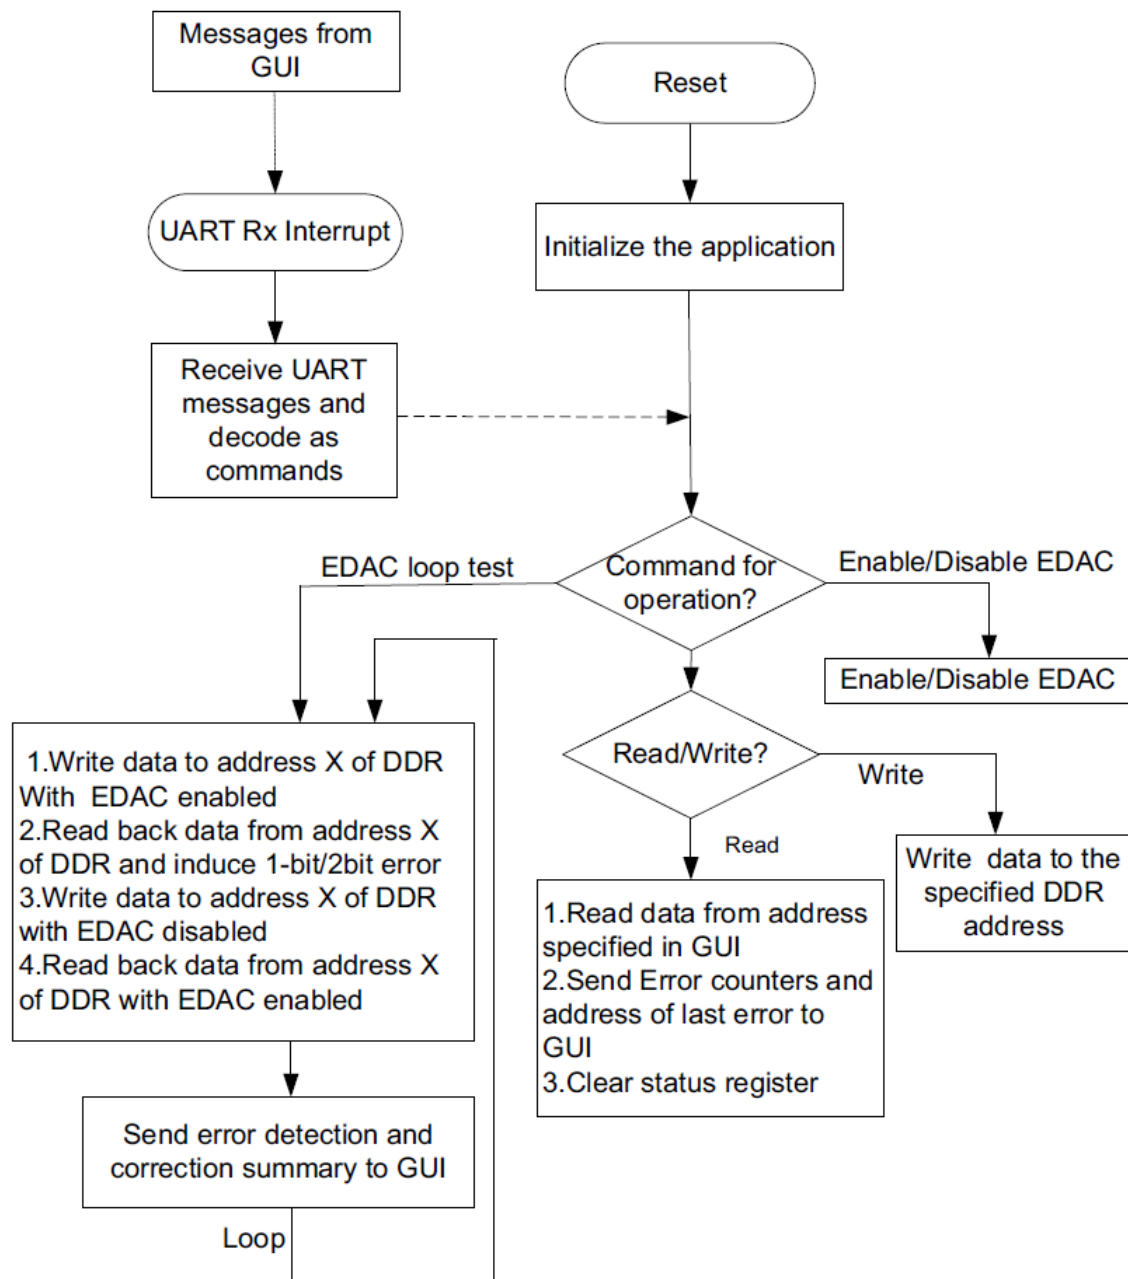 Messages from
GUI
Reset
UART Rx Interrupt
Initialize the application
Receive UART
messages and
decode as
commands
EDAC loop test
Command for
operation?
Enable/Disable EDAC
Enable/Disable EDAC
1.Write data to address X of DDR
With EDAC enabled
2.Read back data from address X
of DDR and induce 1-bit/2bit error
3.Write data to address X of DDR
with EDAC disabled
4.Read back data from address X
of DDR with EDAC enabled
Read/Write?
Write
Read
Write data to the
specified DDR
address
1.Read data from address
specified in GUI
2.Send Error counters and
address of last error to
GUI
3.Clear status register
Send error detection and
correction summary to GUI
Loop